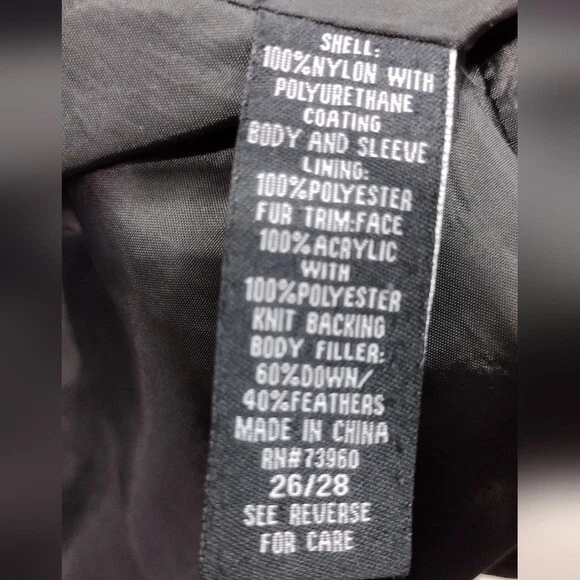 SHELL:
100%NYLON WITH
POLYURETHANE
COATING
BODY AND SLEEVE
LINING:
100%POLYESTER
FUR TRIM:FACE
100%ACRYLIC
WITH
100%POLYESTER
KNIT BACKING
BODY FILLER:
60%DOWN/
40%FEATHERS
MADE IN CHINA
RN#73960
26/28
SEE REVERSE
FOR CARE